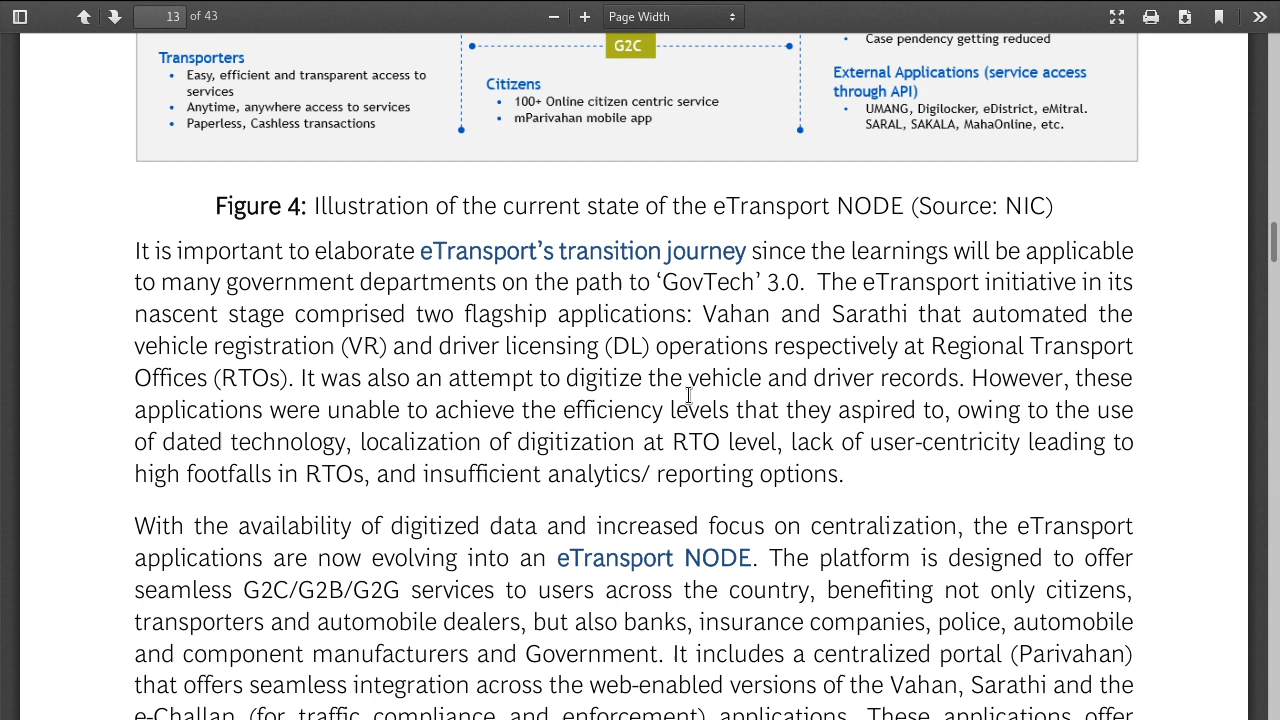 13 of 43 Page Width
Transporters
• Easy, efficient and transparent access to
services
• Anytime, anywhere access to services
• Paperless, Cashless transactions
G2C
Citizens
• 100+ Online citizen centric service
• mParivahan mobile app
• Case pendency getting reduced
External Applications (service access
through API)
• UMANG, Digilocker, eDistrict, eMitral.
SARAL, SAKALA, MahaOnline, etc.
Figure 4: Illustration of the current state of the eTransport NODE (Source: NIC)
It is important to elaborate eTransport’s transition journey since the learnings will be applicable
to many government departments on the path to ‘GovTech’ 3.0. The eTransport initiative in its
nascent stage comprised two flagship applications: Vahan and Sarathi that automated the
vehicle registration (VR) and driver licensing (DL) operations respectively at Regional Transport
Offices (RTOs). It was also an attempt to digitize the vehicle and driver records. However, these
applications were unable to achieve the efficiency levels that they aspired to, owing to the use
of dated technology, localization of digitization at RTO level, lack of user-centricity leading to
high footfalls in RTOs, and insufficient analytics/ reporting options.
With the availability of digitized data and increased focus on centralization, the eTransport
applications are now evolving into an eTransport NODE. The platform is designed to offer
seamless G2C/G2B/G2G services to users across the country, benefiting not only citizens,
transporters and automobile dealers, but also banks, insurance companies, police, automobile
and component manufacturers and Government. It includes a centralized portal (Parivahan)
that offers seamless integration across the web-enabled versions of the Vahan, Sarathi and the
e-Challan (for traffic compliance and enforcement) applications. These applications offer